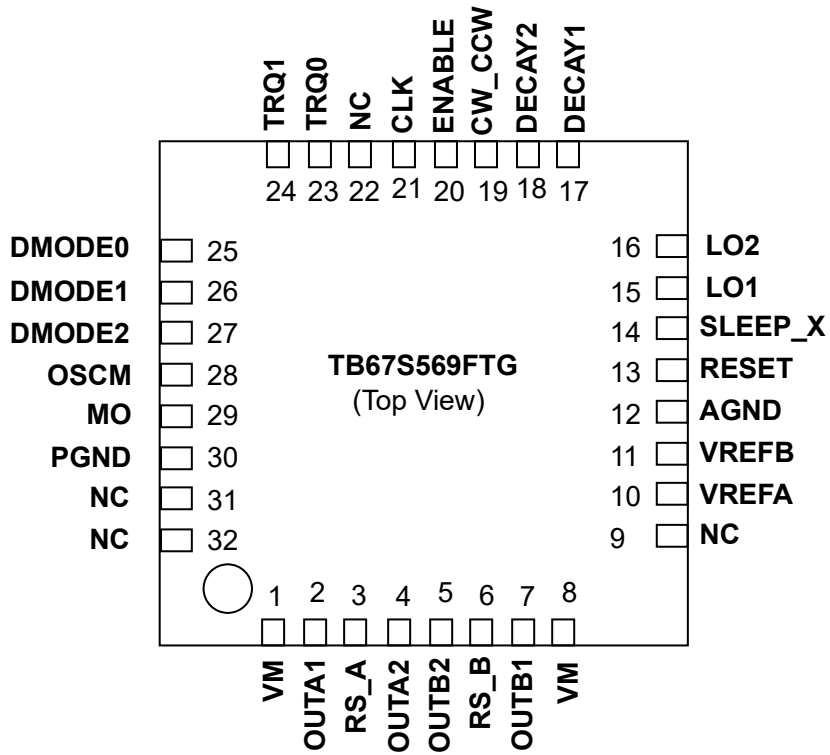 TRQ1
TRQ0
NC
CLK
ENABLE
CW_CCW
DECAY2
DECAY1
24 23 22 21 20 19 18 17
DMODE0 25
DMODE1 26
DMODE2 27
OSCM 28
MO 29
PGND 30
NC 31
NC 32
TB67S569FTG
(Top View)
16 LO2
15 LO1
14 SLEEP_X
13 RESET
12 AGND
11 VREFB
10 VREFA
9 NC
1 2 3 4 5 6 7 8
VM
OUTA1
RS_A
OUTA2
OUTB2
RS_B
OUTB1
VM